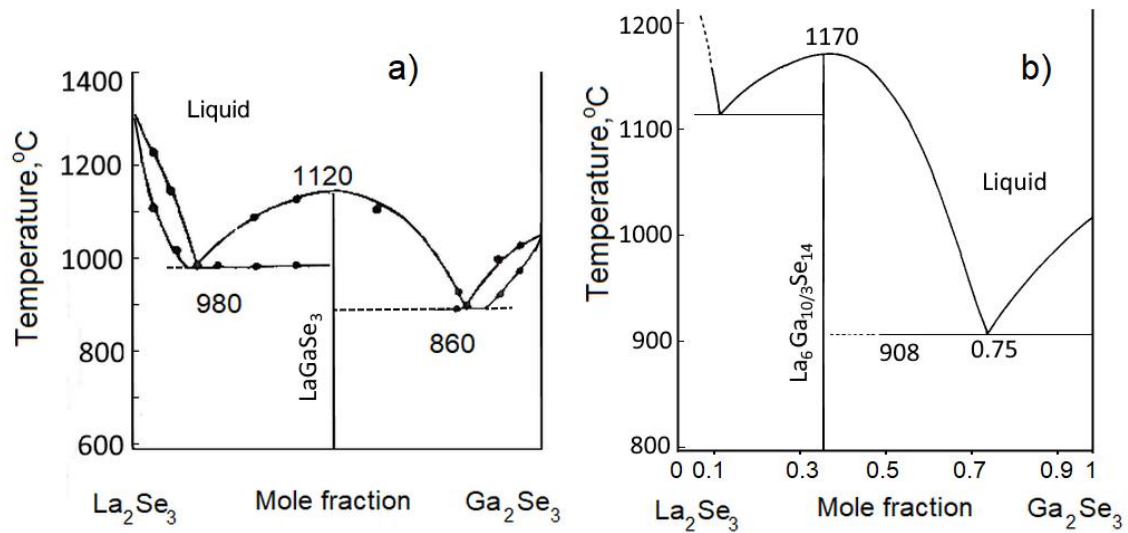 a)
Temperature,°C
1400
1200
1000
800
600
Liquid
1120
980
860
LaGaSe₃
La₂Se₃
Mole fraction
Ga₂Se₃
b)
Temperature,°C
1200
1100
1000
900
800
1170
Liquid
La₆Ga₁₀/₃Se₁₄
908
0.75
0 0.1 0.3 0.5 0.7 0.9 1
La₂Se₃
Mole fraction
Ga₂Se₃